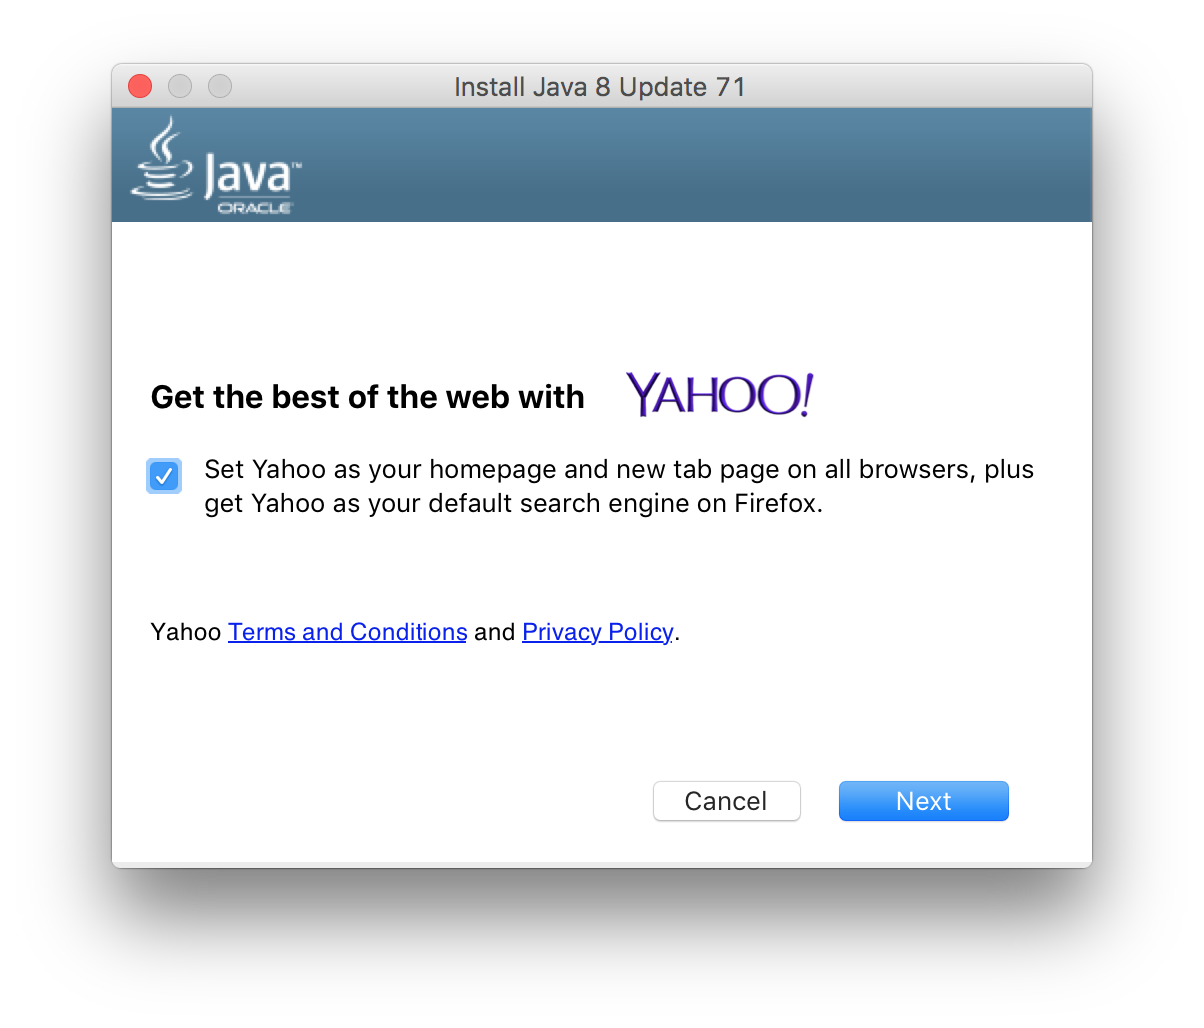 Install Java 8 Update 71
Java™
ORACLE
Get the best of the web with YAHOO!
Set Yahoo as your homepage and new tab page on all browsers, plus
get Yahoo as your default search engine on Firefox.
Yahoo Terms and Conditions and Privacy Policy.
Cancel Next